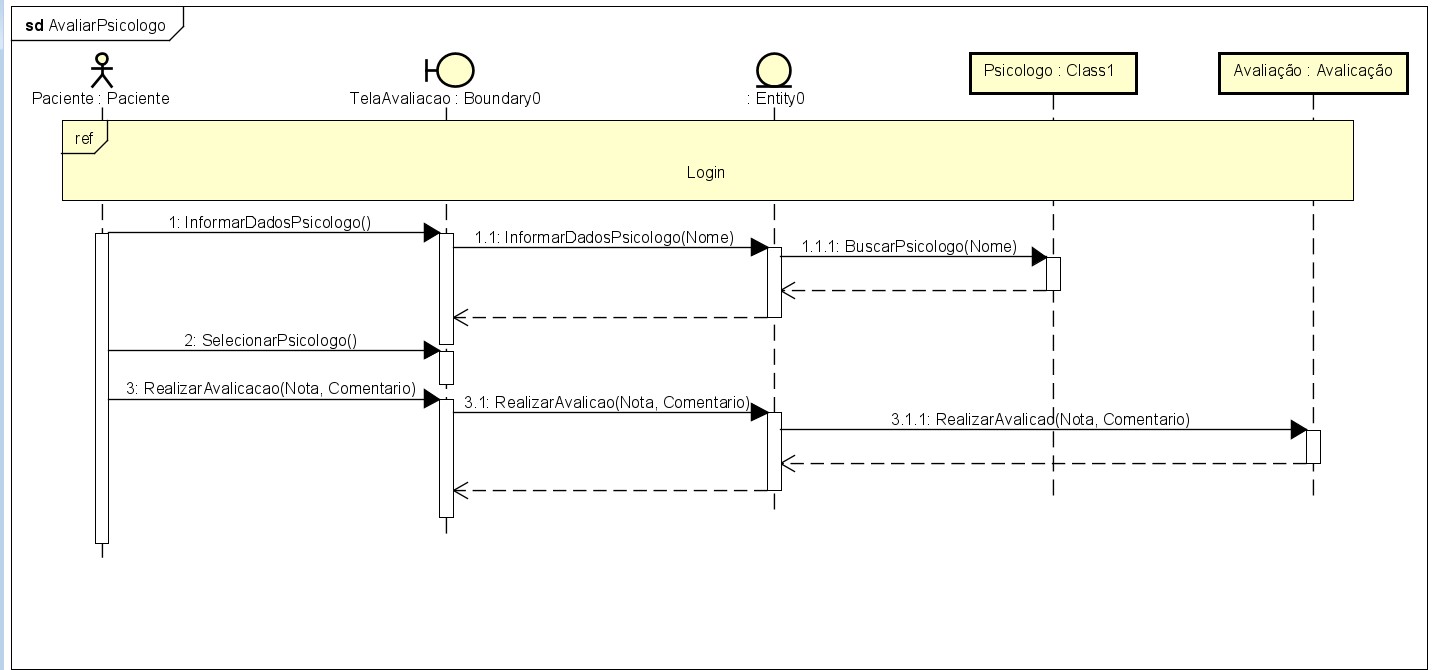 sd AvaliarPsicologo
Paciente : Paciente
TelaAvaliacao : Boundary0
: Entity0
Psicologo : Class1
Avaliação : Avalicação
ref
Login
1: InformarDadosPsicologo()
1.1: InformarDadosPsicologo(Nome)
1.1.1: BuscarPsicologo(Nome)
2: SelecionarPsicologo()
3: RealizarAvalicacao(Nota, Comentario)
3.1: RealizarAvalicao(Nota, Comentario)
3.1.1: RealizarAvalicao(Nota, Comentario)